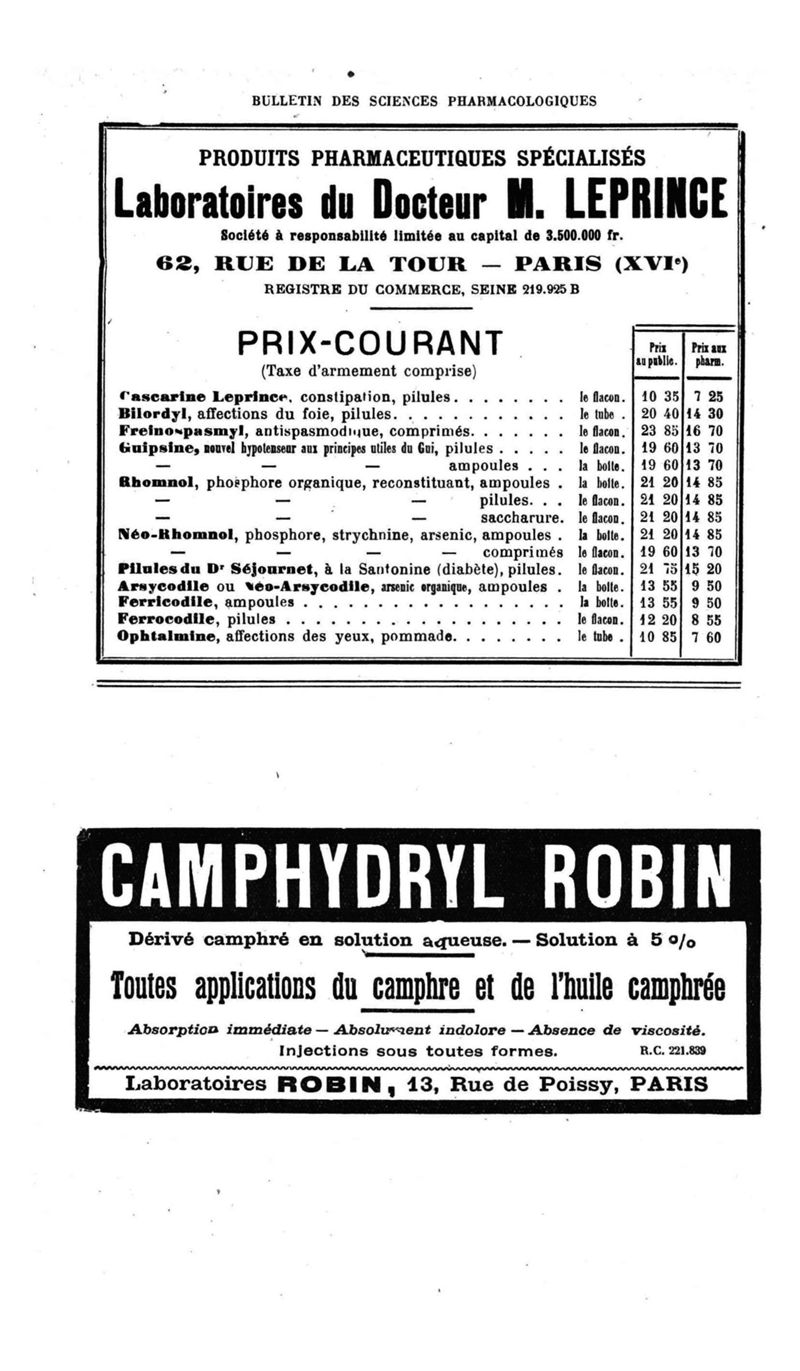 BULLETIN DES SCIENCES PHARMACOLOGIQUES
PRODUITS PHARMACEUTIQUES SPÉCIALISÉS
Laboratoires du Docteur M. LEPRINCE
Société à responsabilité limitée au capital de 3.500.000 fr.
62, RUE DE LA TOUR — PARIS (XVIe)
REGISTRE DU COMMERCE, SEINE 219.925 B
PRIX-COURANT
(Taxe d'armement comprise)
Prix au public. Prix aux pharm.
Cascarine Leprince, constipation, pilules. . . . . . . . le flacon. 10 35 7 25
Bilordyl, affections du foie, pilules. . . . . . . . . . . . le tube . 20 40 14 30
Freinospasmyl, antispasmodique, comprimés. . . . . . . le flacon. 23 85 16 70
Guipsine, nouvel hypotenseur aux principes utiles du Gui, pilules . . . . . le flacon. 19 60 13 70
— — — ampoules . . . la boîte. 19 60 13 70
Rhomnol, phosphore organique, reconstituant, ampoules . la boîte. 21 20 14 85
— — — pilules. . . le flacon. 21 20 14 85
— — — saccharure. le flacon. 21 20 14 85
Néo-Rhomnol, phosphore, strychnine, arsenic, ampoules . la boîte. 21 20 14 85
— — — — comprimés le flacon. 19 60 13 70
Pilules du Dr Séjournet, à la Santonine (diabète), pilules. le flacon. 21 75 15 20
Arsycodile ou Néo-Arsycodile, arsenic organique, ampoules . la boîte. 13 55 9 50
Ferricodile, ampoules . . . . . . . . . . . . . . . . . . la boîte. 13 55 9 50
Ferrocodile, pilules . . . . . . . . . . . . . . . . . . . le flacon. 12 20 8 55
Ophtalmine, affections des yeux, pommade. . . . . . . . le tube . 10 85 7 60
CAMPHYDRYL ROBIN
Dérivé camphré en solution aqueuse. — Solution à 5 o/o
Toutes applications du camphre et de l'huile camphrée
Absorption immédiate — Absolument indolore — Absence de viscosité.
Injections sous toutes formes. R.C. 221.839
Laboratoires ROBIN, 13, Rue de Poissy, PARIS